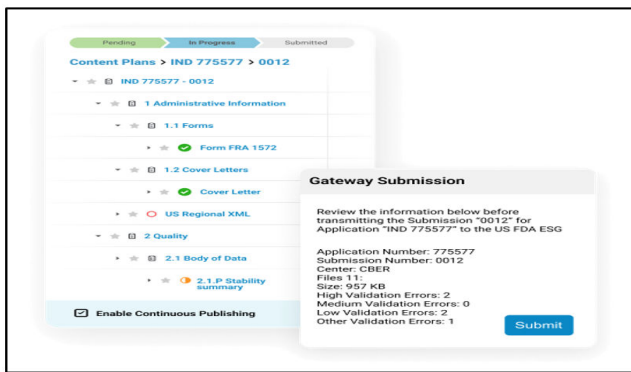 Pending In Progress Submitted
Content Plans > IND 775577 > 0012
IND 775577 - 0012
1 Administrative Information
1.1 Forms
Form FRA 1572
1.2 Cover Letters
Cover Letter
US Regional XML
2 Quality
2.1 Body of Data
2.1.P Stability
summary
Enable Continuous Publishing
Gateway Submission
Review the information below before
transmitting the Submission "0012" for
Application "IND 775577" to the US FDA ESG
Application Number: 775577
Submission Number: 0012
Center: CBER
Files 11:
Size: 957 KB
High Validation Errors: 2
Medium Validation Errors: 0
Low Validation Errors: 2
Other Validation Errors: 1
Submit